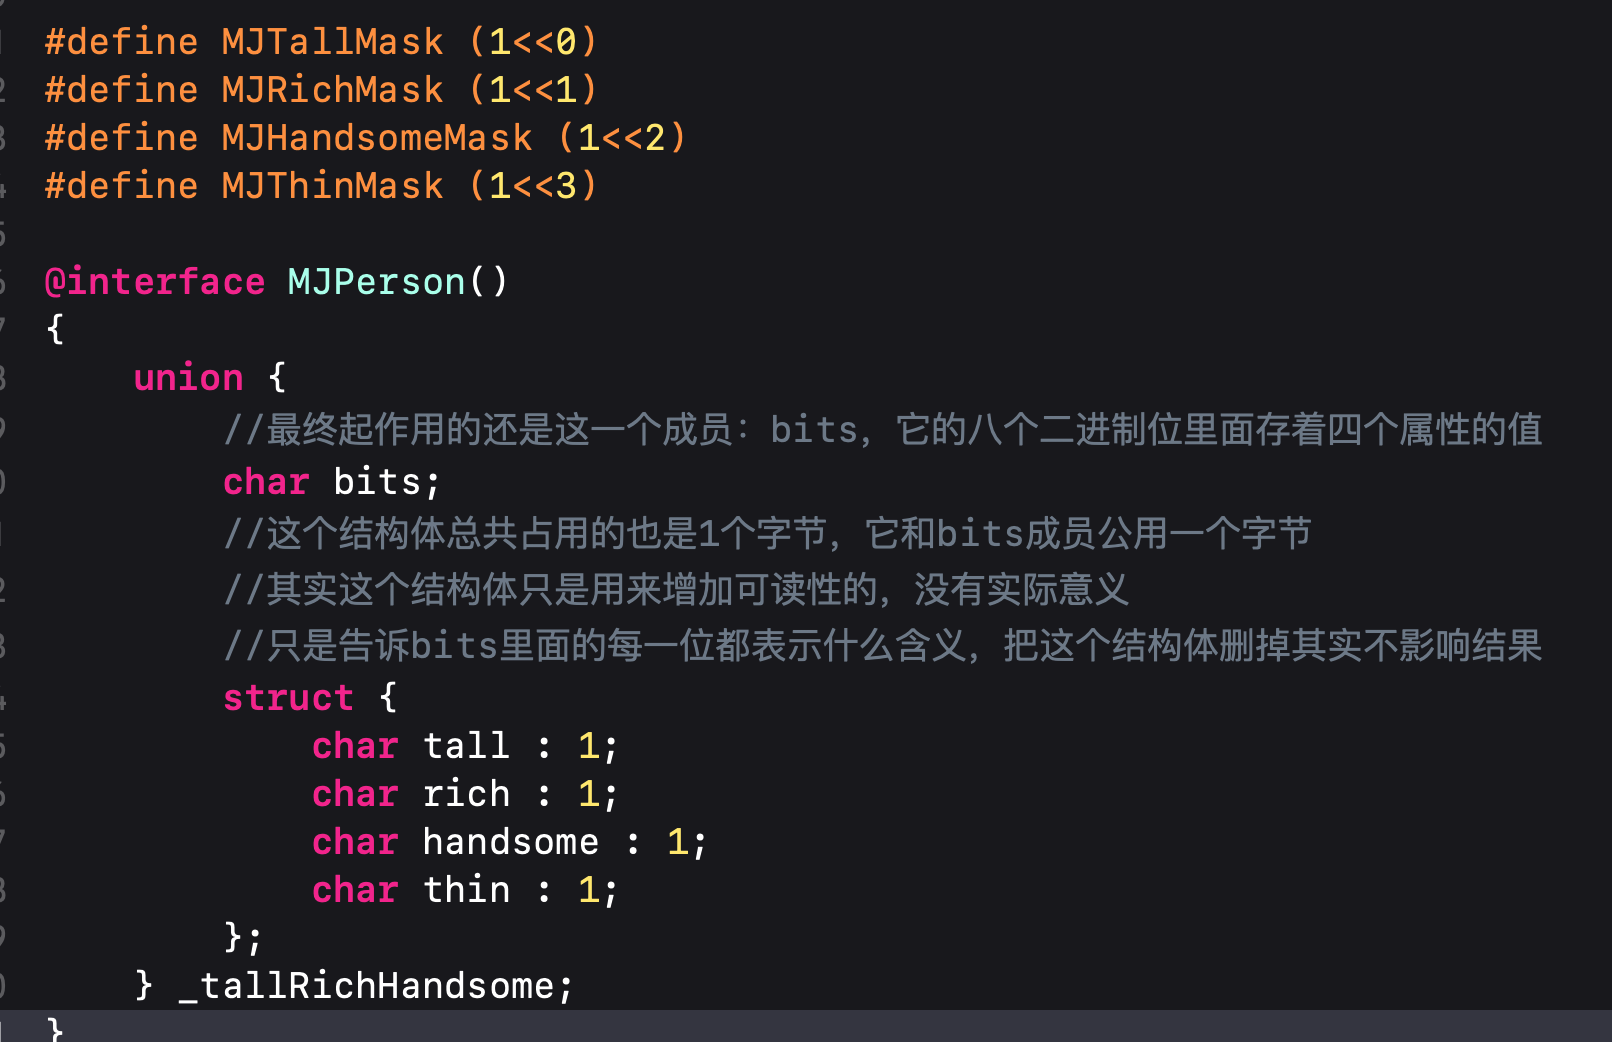 #define MJTallMask (1<<0)
#define MJRichMask (1<<1)
#define MJHandsomeMask (1<<2)
#define MJThinMask (1<<3)
@interface MJPerson()
{
union {
//最终起作用的还是这一个成员：bits，它的八个二进制位里面存着四个属性的值
char bits;
//这个结构体总共占用的也是1个字节，它和bits成员公用一个字节
//其实这个结构体只是用来增加可读性的，没有实际意义
//只是告诉bits里面的每一位都表示什么含义，把这个结构体删掉其实不影响结果
struct {
char tall : 1;
char rich : 1;
char handsome : 1;
char thin : 1;
};
} _tallRichHandsome;
}